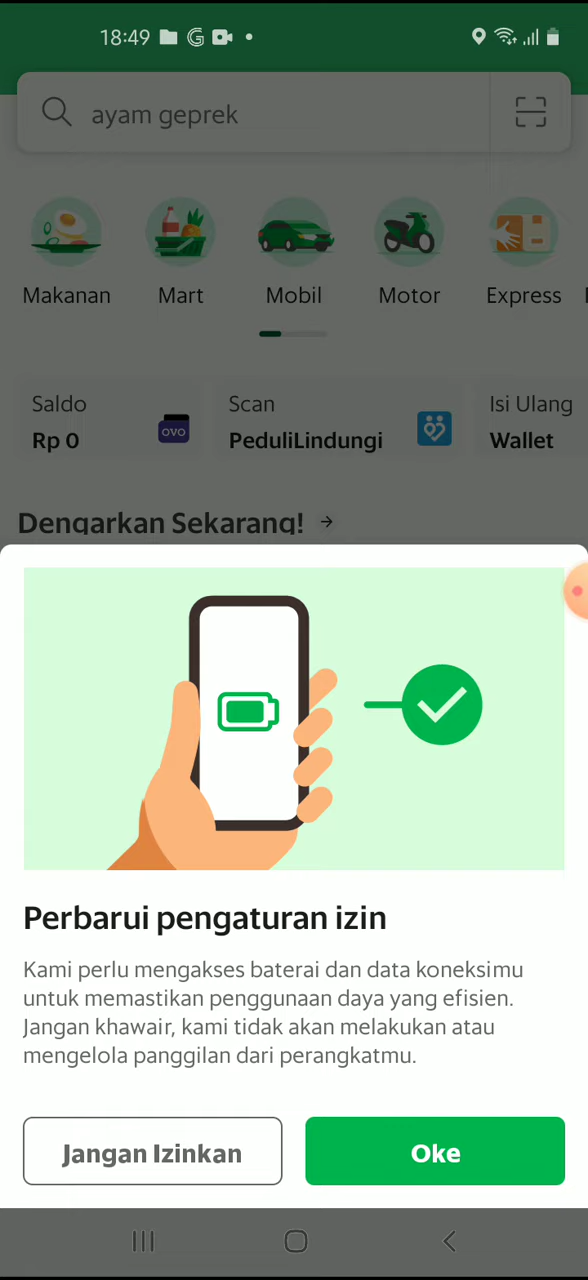 18:49
ayam geprek
Makanan Mart Mobil Motor Express
Saldo
Rp 0
OVO
Scan
PeduliLindungi
Isi Ulang
Wallet
Dengarkan Sekarang!
Perbarui pengaturan izin
Kami perlu mengakses baterai dan data koneksimu
untuk memastikan penggunaan daya yang efisien.
Jangan khawair, kami tidak akan melakukan atau
mengelola panggilan dari perangkatmu.
Jangan Izinkan
Oke